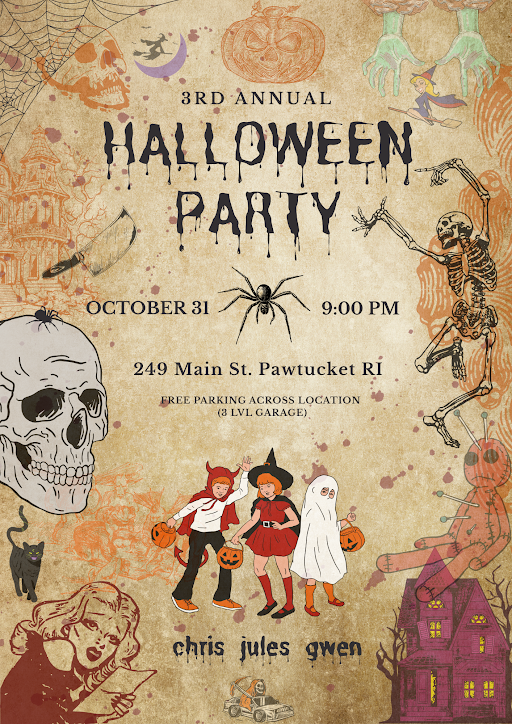 3RD ANNUAL
HALLOWEEN
PARTY
OCTOBER 31 9:00 PM
249 Main St. Pawtucket RI
FREE PARKING ACROSS LOCATION
(3 LVL GARAGE)
chris jules gwen